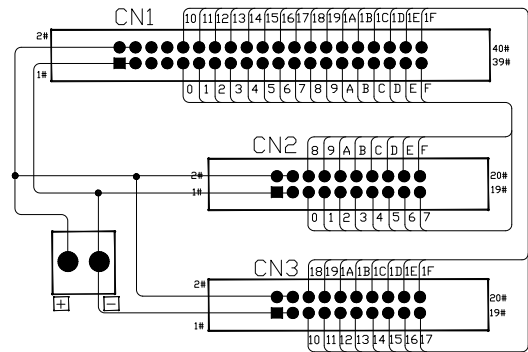 CN1 10 11 12 13 14 15 16 17 18 19 1A 1B 1C 1D 1E 1F
2# 40#
1# 39#
0 1 2 3 4 5 6 7 8 9 A B C D E F
CN2 8 9 A B C D E F
2# 20#
1# 19#
0 1 2 3 4 5 6 7
+ -
CN3 18 19 1A 1B 1C 1D 1E 1F
2# 20#
1# 19#
10 11 12 13 14 15 16 17